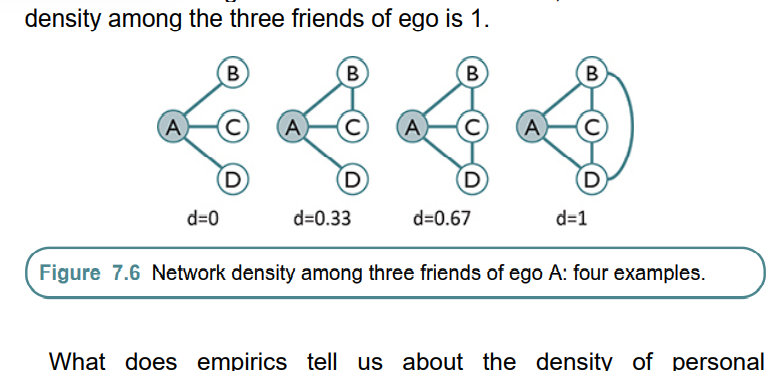 density among the three friends of ego is 1.
B B B B
A C A C A C A C
D D D D
d=0 d=0.33 d=0.67 d=1
Figure 7.6 Network density among three friends of ego A: four examples.
What does empirics tell us about the density of personal